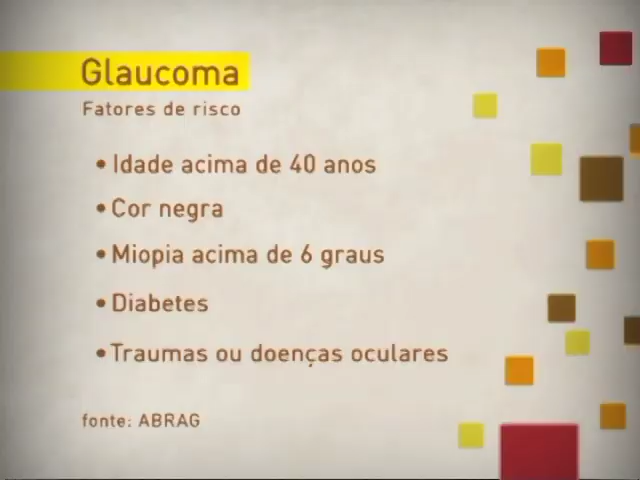 Glaucoma
Fatores de risco
• Idade acima de 40 anos
• Cor negra
• Miopia acima de 6 graus
• Diabetes
• Traumas ou doenças oculares
fonte: ABRAG